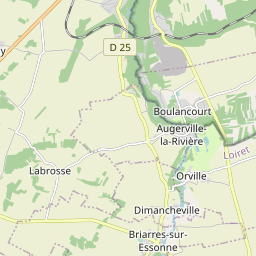 y
D 25
Boulancourt
Augerville-
la-Rivière
Loiret
Labrosse
Orville
Dimancheville
Briarres-sur-
Essonne